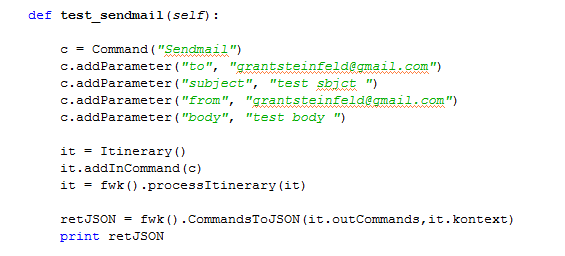 def test_sendmail(self):
c = Command("Sendmail")
c.addParameter("to", "grantsteinfeld@gmail.com")
c.addParameter("subject", "test sbjct ")
c.addParameter("from", "grantsteinfeld@gmail.com")
c.addParameter("body", "test body ")
it = Itinerary()
it.addInCommand(c)
it = fwk().processItinerary(it)
retJSON = fwk().CommandsToJSON(it.outCommands,it.kontext)
print retJSON